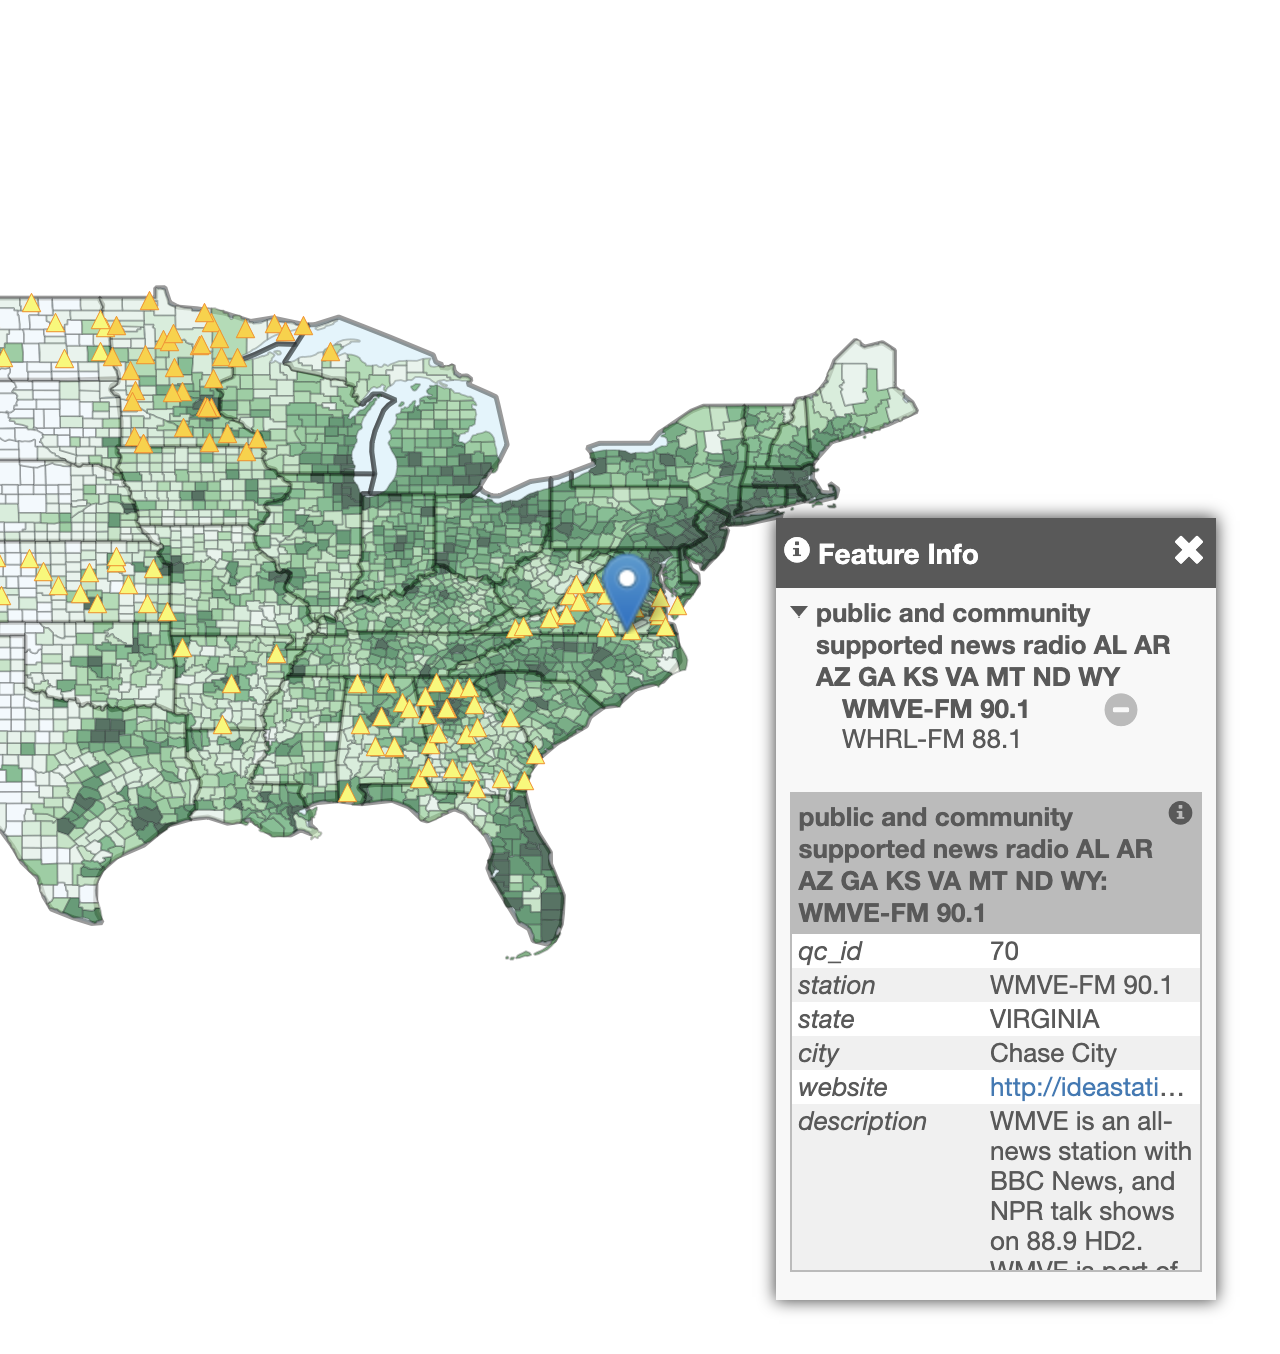 Feature Info
public and community
supported news radio AL AR
AZ GA KS VA MT ND WY
WMVE-FM 90.1
WHRL-FM 88.1
public and community
supported news radio AL AR
AZ GA KS VA MT ND WY:
WMVE-FM 90.1
qc_id 70
station WMVE-FM 90.1
state VIRGINIA
city Chase City
website http://ideastati...
description WMVE is an all-
news station with
BBC News, and
NPR talk shows
on 88.9 HD2.
WMVE is part of